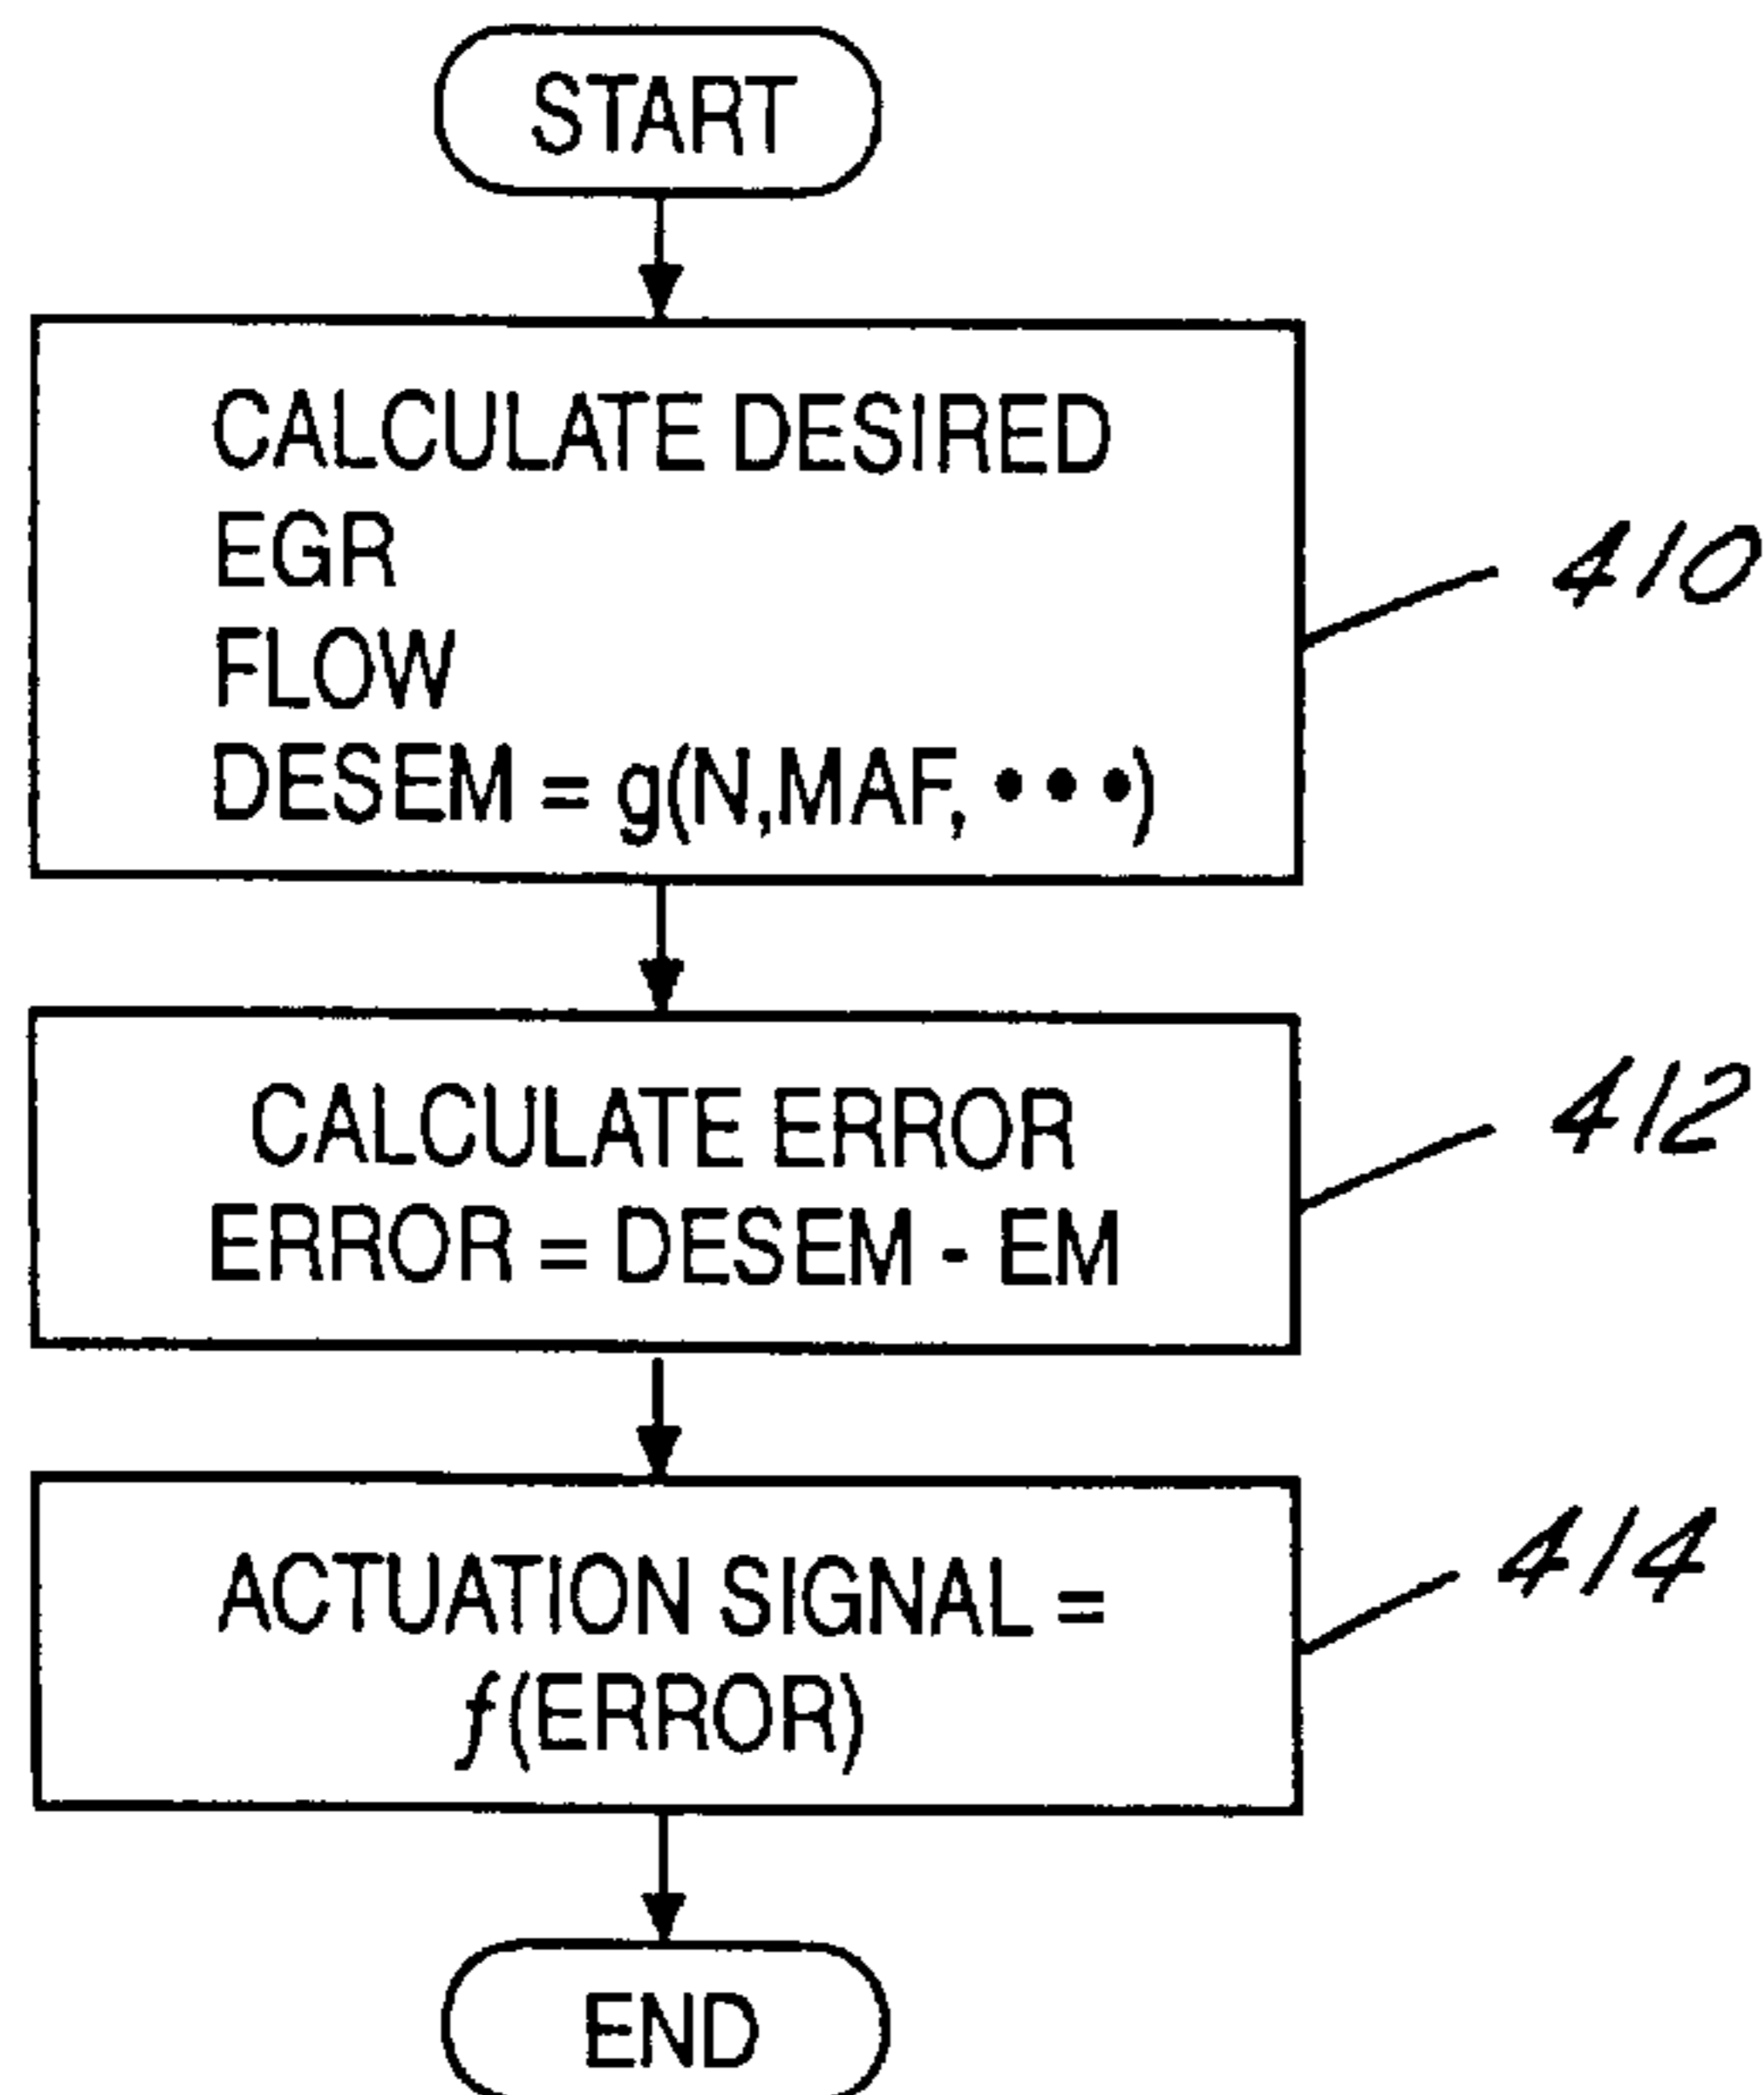 START
CALCULATE DESIRED
EGR
FLOW
DESEM = g(N,MAF, •••)
410
CALCULATE ERROR
ERROR = DESEM - EM
412
ACTUATION SIGNAL =
f(ERROR)
414
END